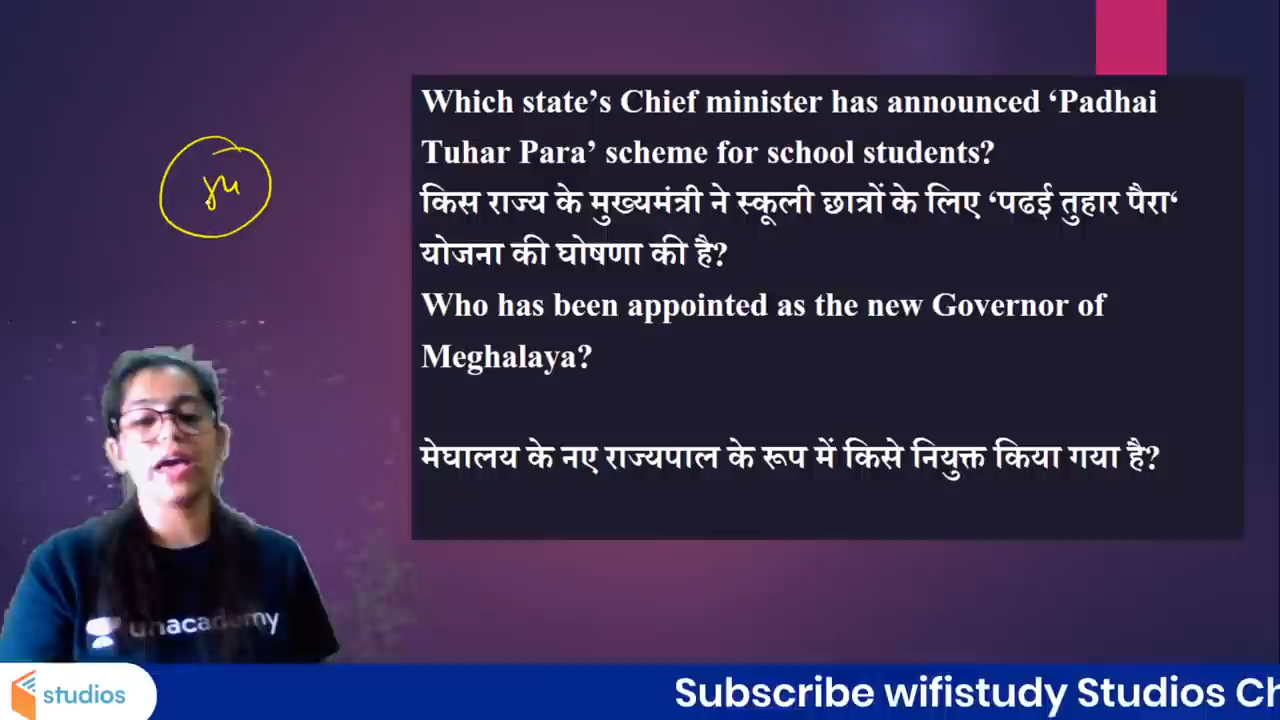 Which state’s Chief minister has announced ‘Padhai
Tuhar Para’ scheme for school students?
किस राज्य के मुख्यमंत्री ने स्कूली छात्रों के लिए ‘पढई तुहार पैरा‘
योजना की घोषणा की है?
Who has been appointed as the new Governor of
Meghalaya?
मेघालय के नए राज्यपाल के रूप में किसे नियुक्त किया गया है?
unacademy
studios
Subscribe wifistudy Studios Ch